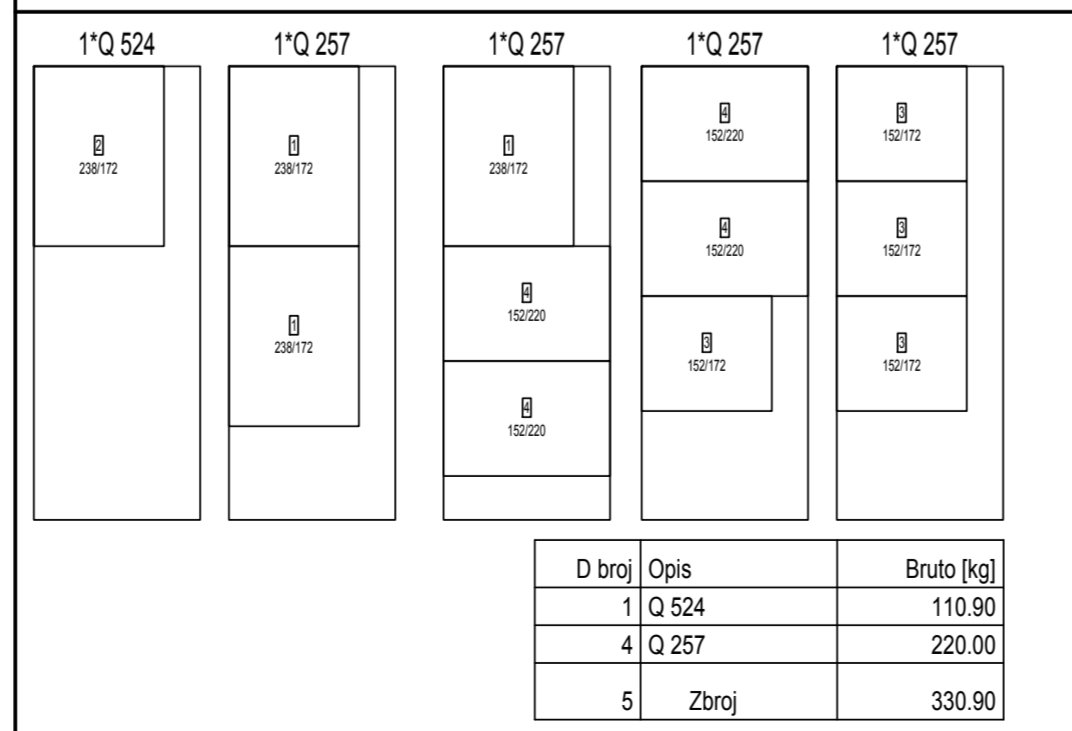 1*Q 524
1*Q 257
1*Q 257
1*Q 257
1*Q 257
2
238/172
1
238/172
1
238/172
1
238/172
4
152/220
4
152/220
4
152/220
4
152/220
3
152/172
3
152/172
3
152/172
3
152/172
D broj Opis Bruto [kg]
1 Q 524 110.90
4 Q 257 220.00
5 Zbroj 330.90